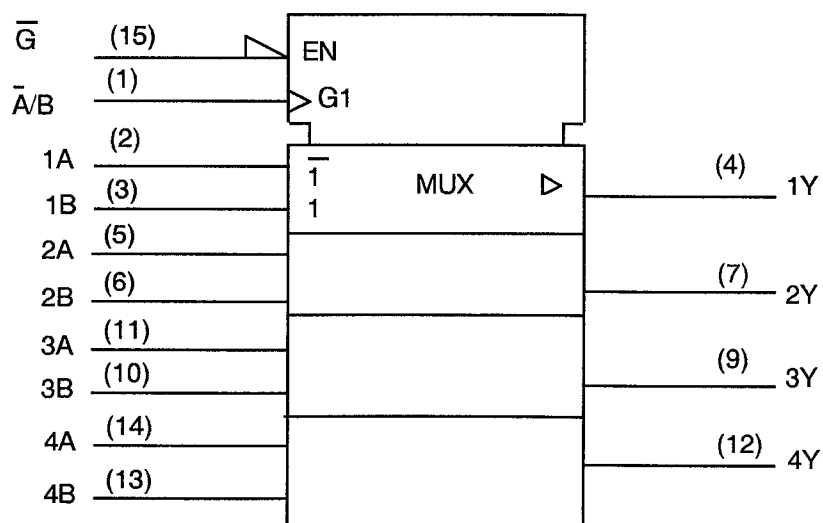 G̅ (15) EN
A̅/B (1) G1
1A (2) 1̅ MUX (4) 1Y
1B (3) 1
2A (5)
2B (6) (7) 2Y
3A (11)
3B (10) (9) 3Y
4A (14)
4B (13) (12) 4Y